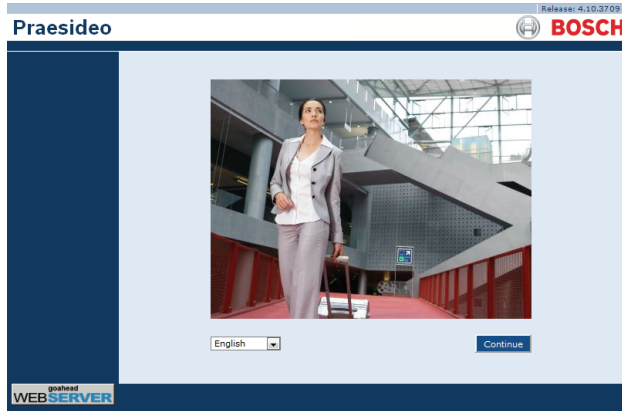 Release: 4.10.3709
Praesideo
BOSCH
English
Continue
goahead
WEBSERVER